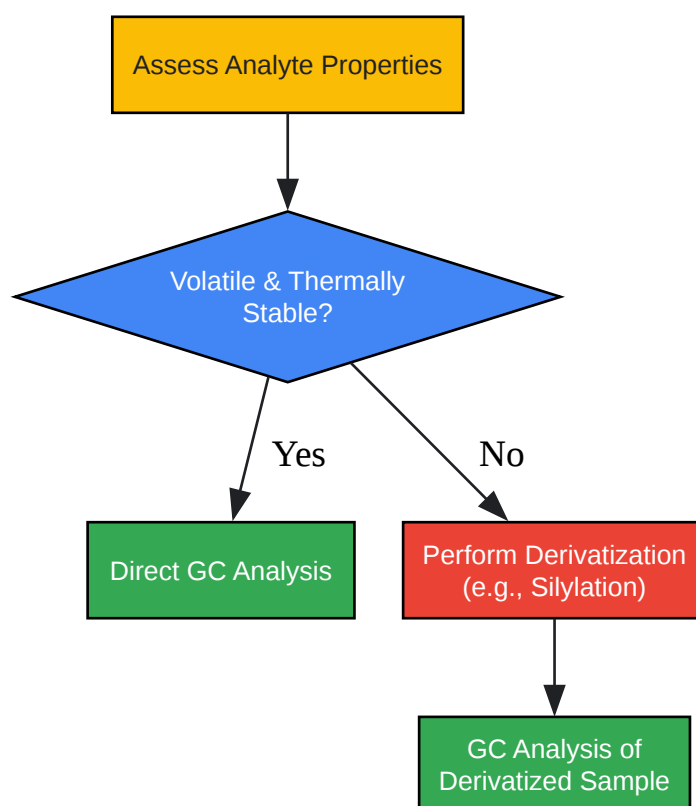 Assess Analyte Properties
Volatile & Thermally
Stable?
Yes
No
Direct GC Analysis
Perform Derivatization
(e.g., Silylation)
GC Analysis of
Derivatized Sample